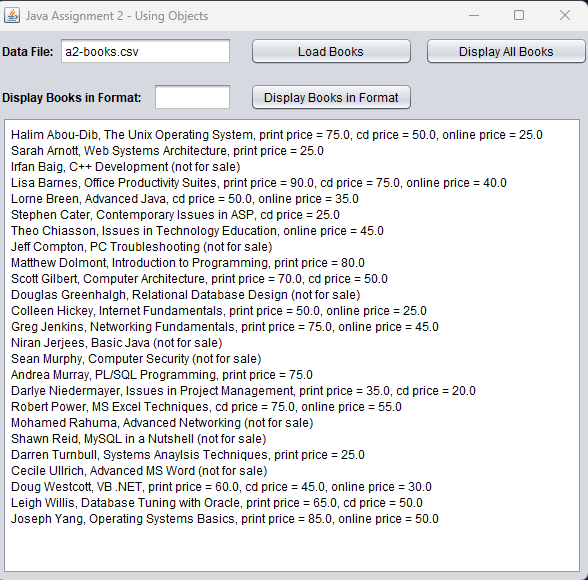 Java Assignment 2 - Using Objects
Data File: a2-books.csv Load Books Display All Books
Display Books in Format: Display Books in Format
Halim Abou-Dib, The Unix Operating System, print price = 75.0, cd price = 50.0, online price = 25.0
Sarah Arnott, Web Systems Architecture, print price = 25.0
Irfan Baig, C++ Development (not for sale)
Lisa Barnes, Office Productivity Suites, print price = 90.0, cd price = 75.0, online price = 40.0
Lorne Breen, Advanced Java, cd price = 50.0, online price = 35.0
Stephen Cater, Contemporary Issues in ASP, cd price = 25.0
Theo Chiasson, Issues in Technology Education, online price = 45.0
Jeff Compton, PC Troubleshooting (not for sale)
Matthew Dolmont, Introduction to Programming, print price = 80.0
Scott Gilbert, Computer Architecture, print price = 70.0, cd price = 50.0
Douglas Greenhalgh, Relational Database Design (not for sale)
Colleen Hickey, Internet Fundamentals, print price = 50.0, online price = 25.0
Greg Jenkins, Networking Fundamentals, print price = 75.0, online price = 45.0
Niran Jerjees, Basic Java (not for sale)
Sean Murphy, Computer Security (not for sale)
Andrea Murray, PL/SQL Programming, print price = 75.0
Darlye Niedermayer, Issues in Project Management, print price = 35.0, cd price = 20.0
Robert Power, MS Excel Techniques, cd price = 75.0, online price = 55.0
Mohamed Rahuma, Advanced Networking (not for sale)
Shawn Reid, MySQL in a Nutshell (not for sale)
Darren Turnbull, Systems Anaylsis Techniques, print price = 25.0
Cecile Ullrich, Advanced MS Word (not for sale)
Doug Westcott, VB .NET, print price = 60.0, cd price = 45.0, online price = 30.0
Leigh Willis, Database Tuning with Oracle, print price = 65.0, cd price = 50.0
Joseph Yang, Operating Systems Basics, print price = 85.0, online price = 50.0